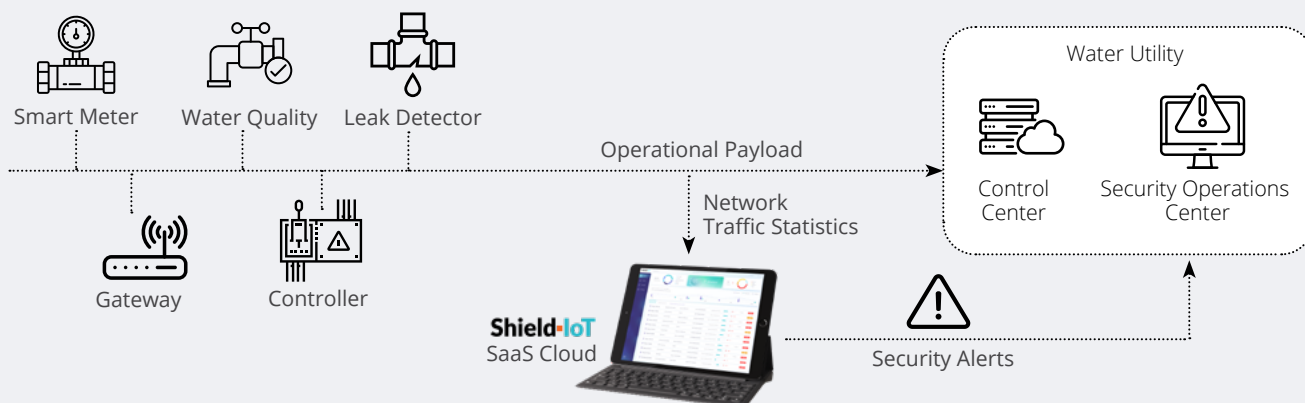 Water Utility
Smart Meter
Water Quality
Leak Detector
Operational Payload
Control
Center
Security Operations
Center
Network
Traffic Statistics
Gateway
Controller
Shield-IoT
SaaS Cloud
Security Alerts